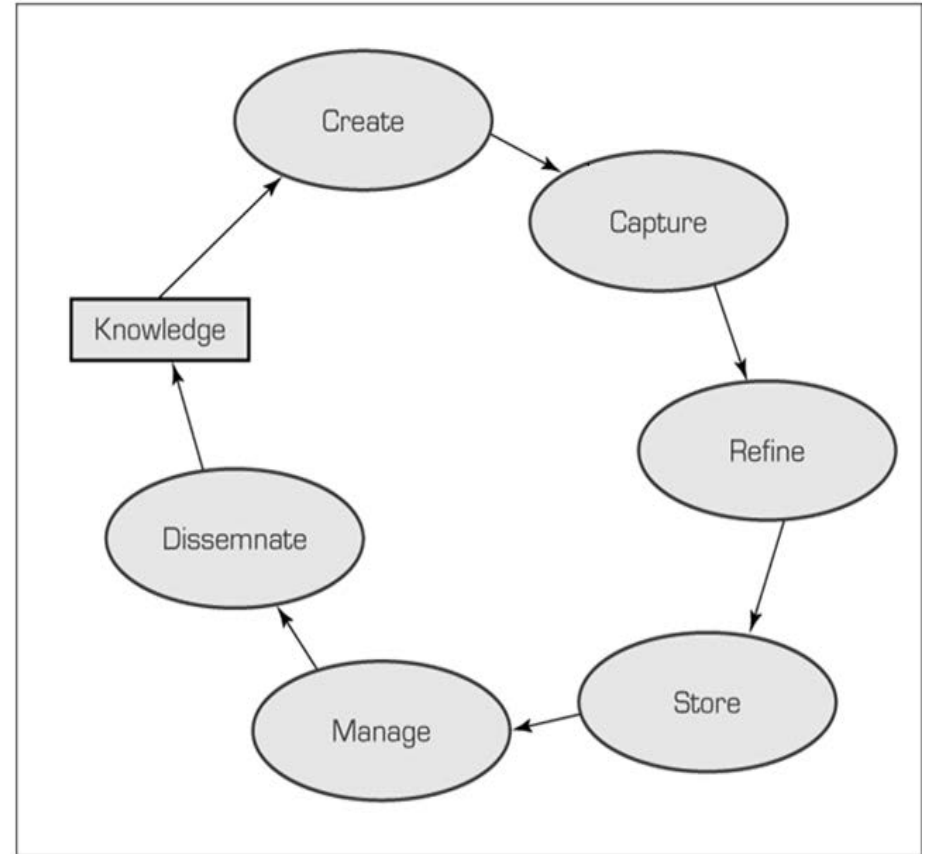 Create
Capture
Knowledge
Refine
Dissemnate
Store
Manage